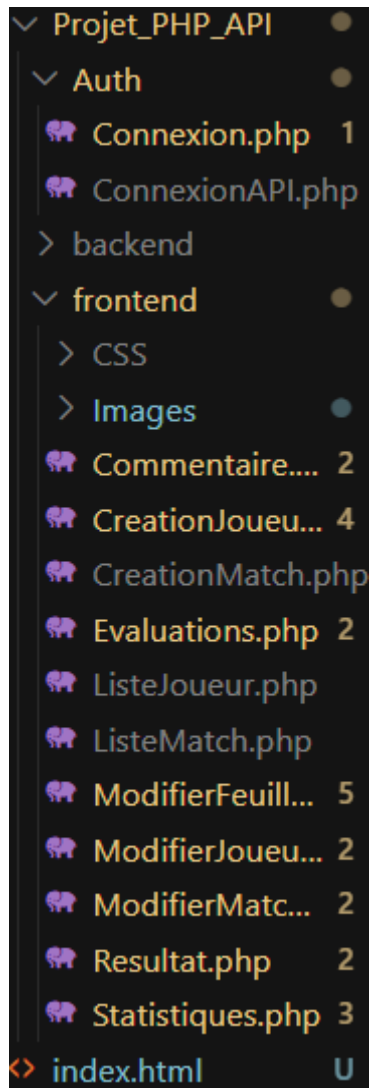 Projet_PHP_API
Auth
Connexion.php 1
ConnexionAPI.php
backend
frontend
CSS
Images
Commentaire.... 2
CreationJoueu... 4
CreationMatch.php
Evaluations.php 2
ListeJoueur.php
ListeMatch.php
ModifierFeuill... 5
ModifierJoueu... 2
ModifierMatc... 2
Resultat.php 2
Statistiques.php 3
index.html U